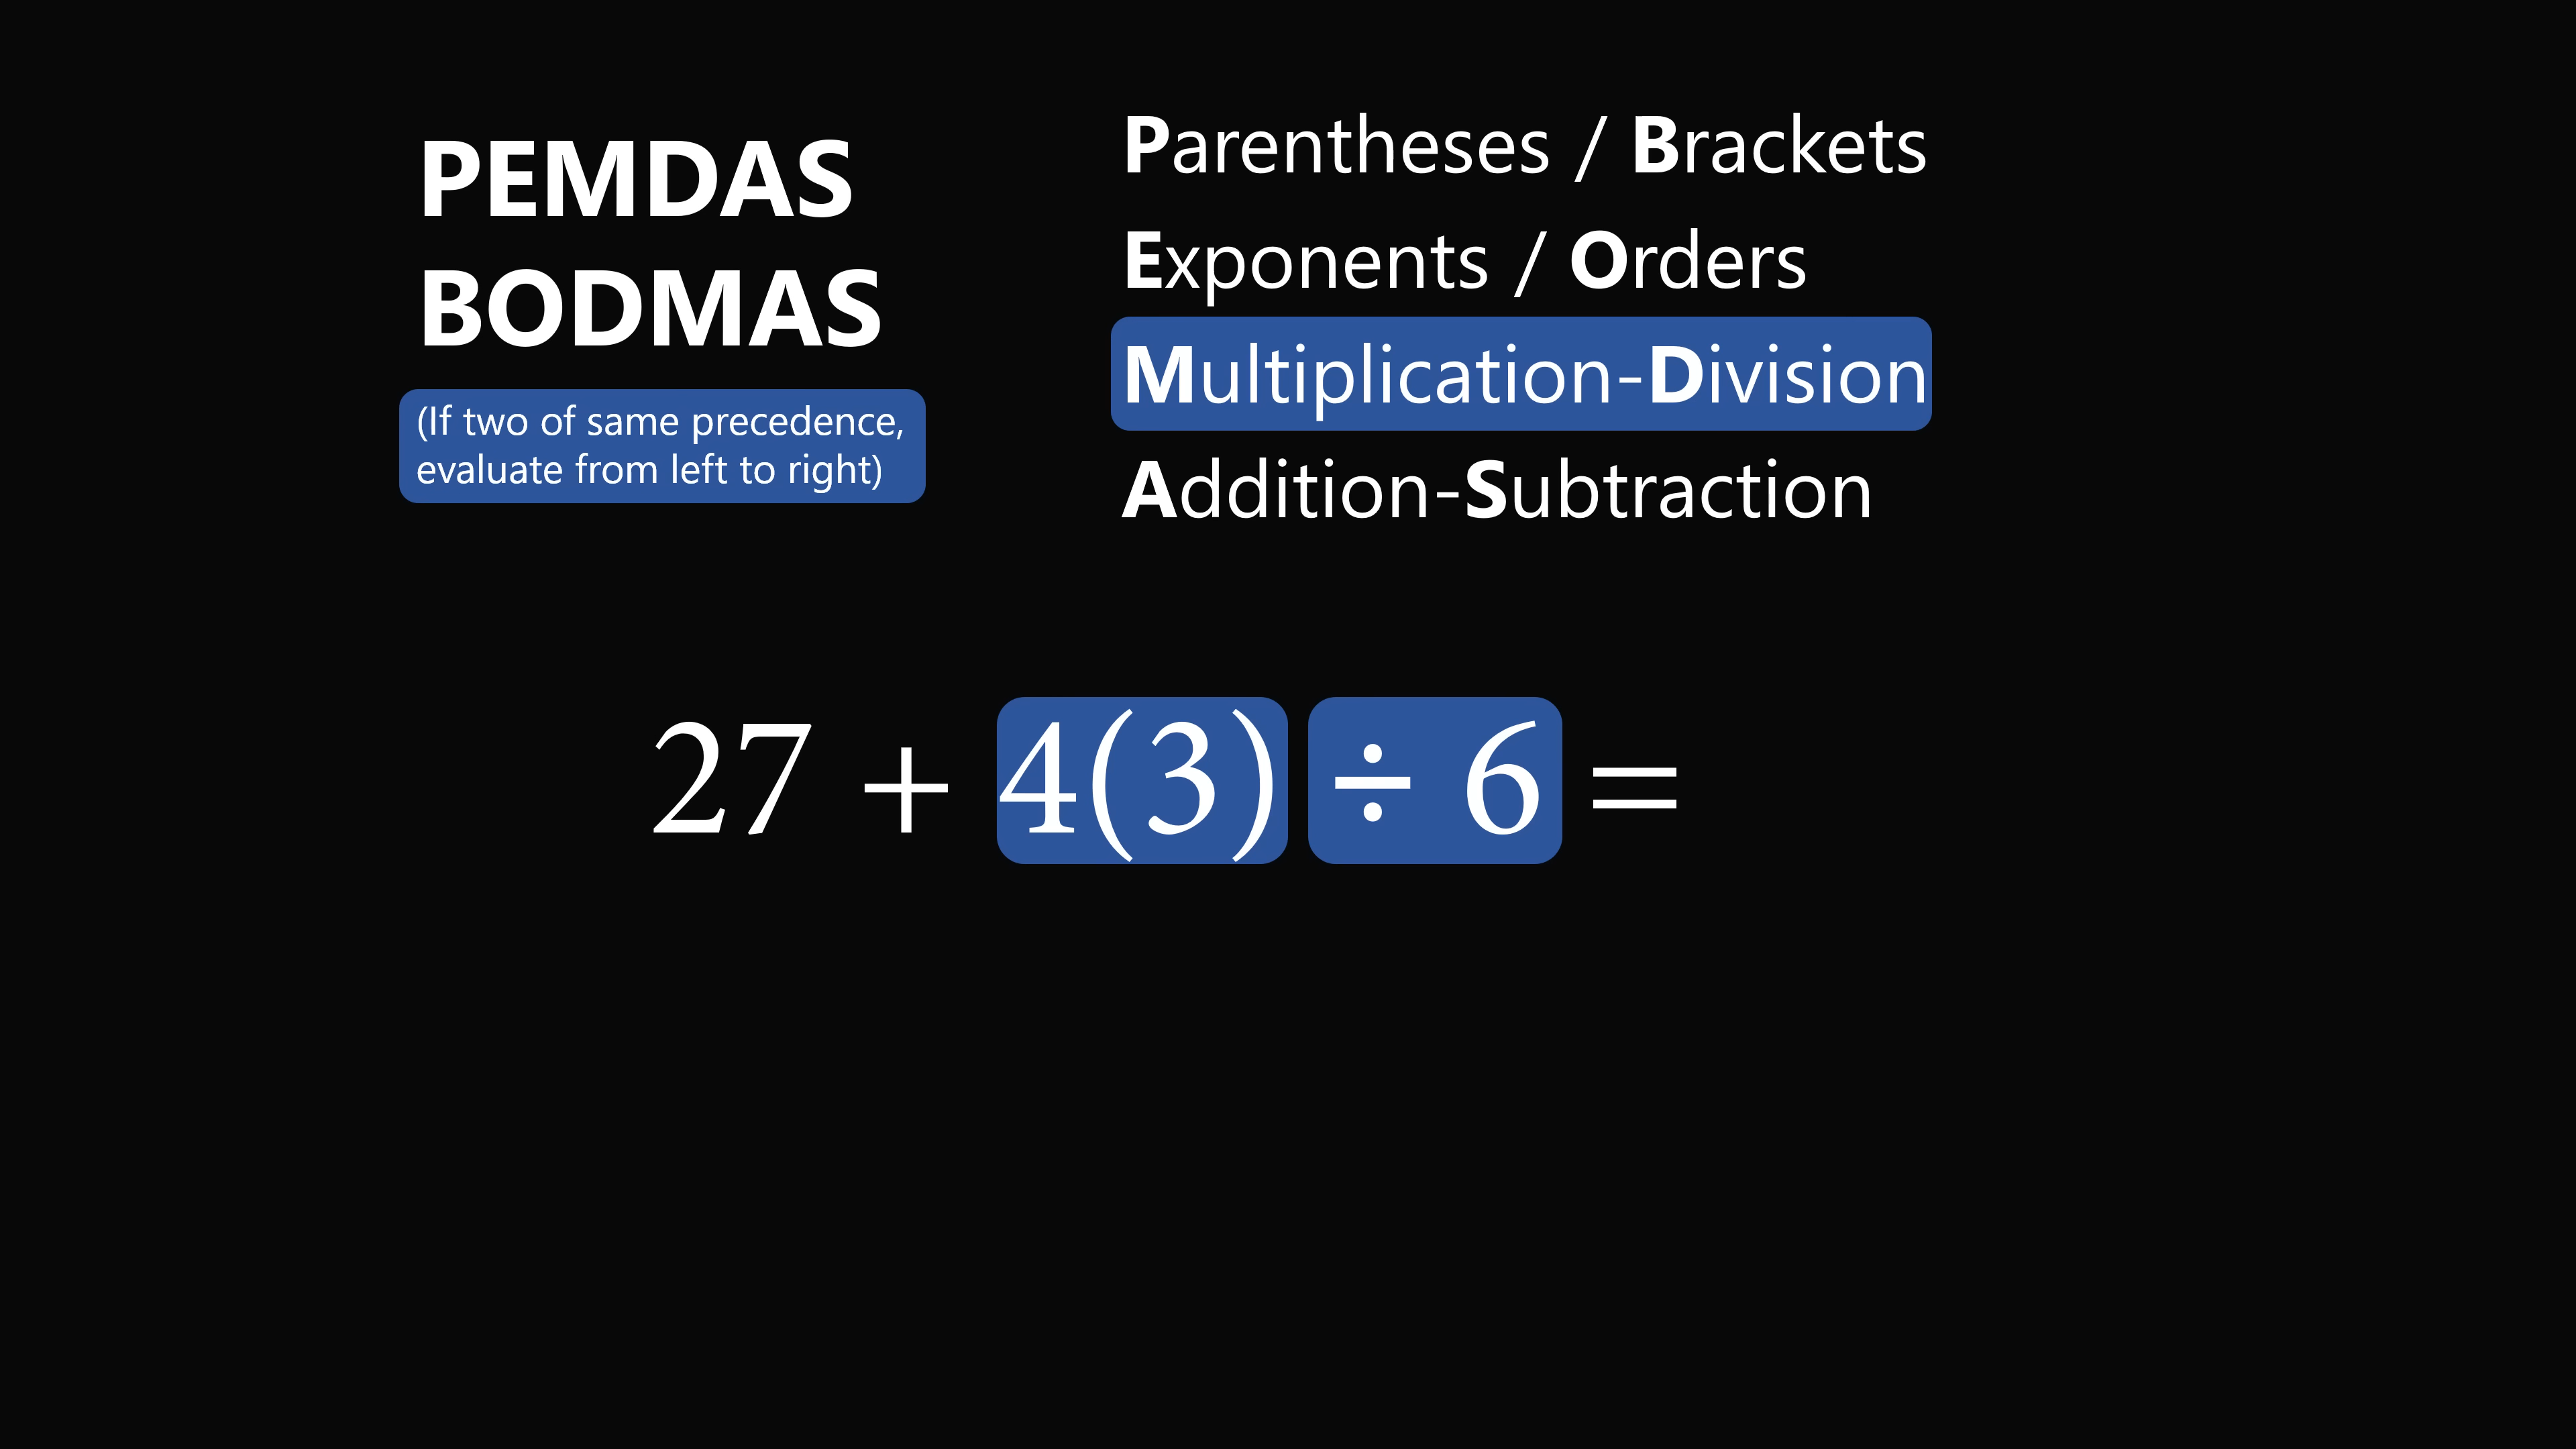 PEMDAS
BODMAS
(If two of same precedence,
evaluate from left to right)
Parentheses / Brackets
Exponents / Orders
Multiplication-Division
Addition-Subtraction
27 + 4(3) ÷ 6 =